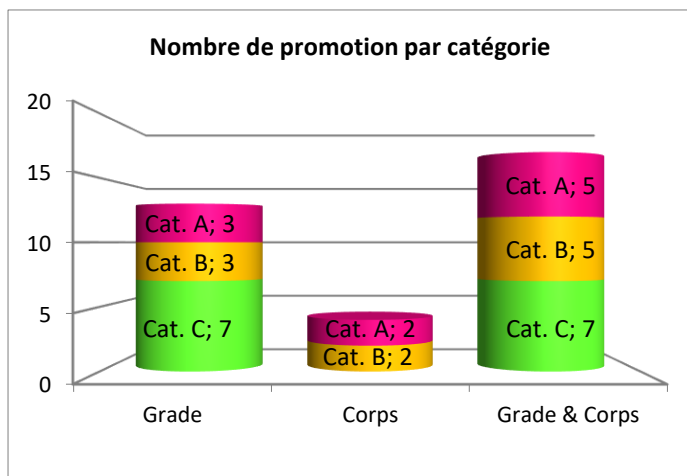 Nombre de promotion par catégorie
20
15
10
5
0
Cat. A; 3
Cat. B; 3
Cat. C; 7
Cat. A; 2
Cat. B; 2
Cat. A; 5
Cat. B; 5
Cat. C; 7
Grade
Corps
Grade & Corps